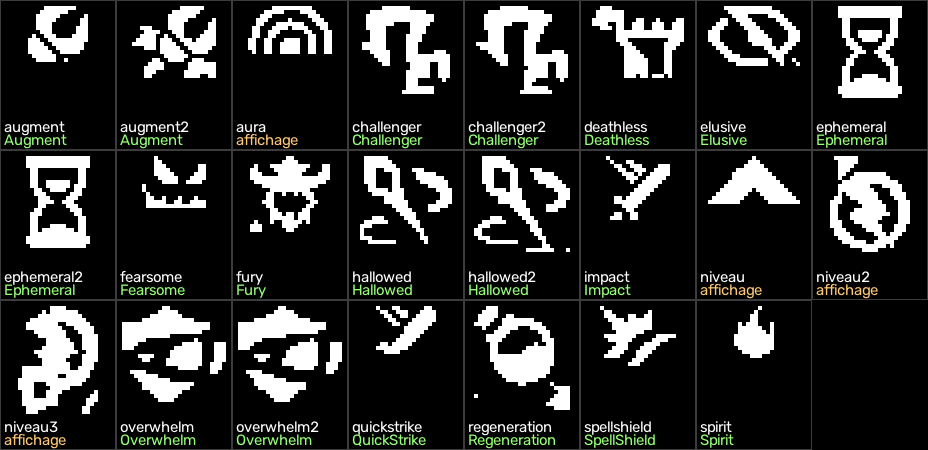 augment
Augment
augment2
Augment
aura
affichage
challenger
Challenger
challenger2
Challenger
deathless
Deathless
elusive
Elusive
ephemeral
Ephemeral
ephemeral2
Ephemeral
fearsome
Fearsome
fury
Fury
hallowed
Hallowed
hallowed2
Hallowed
impact
Impact
niveau
affichage
niveau2
affichage
niveau3
affichage
overwhelm
Overwhelm
overwhelm2
Overwhelm
quickstrike
QuickStrike
regeneration
Regeneration
spellshield
SpellShield
spirit
Spirit